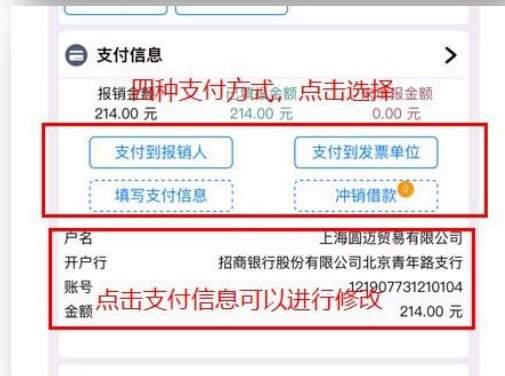 支付信息
四种支付方式，点击选择
报销金额
报金额
214.00 元
214.00 元
0.00 元
支付到报销人
支付到发票单位
填写支付信息
冲销借款
0
户名
上海圆迈贸易有限公司
开户行
招商银行股份有限公司北京青年路支行
账号
121907731210104
点击支付信息可以进行修改
金额
214.00 元